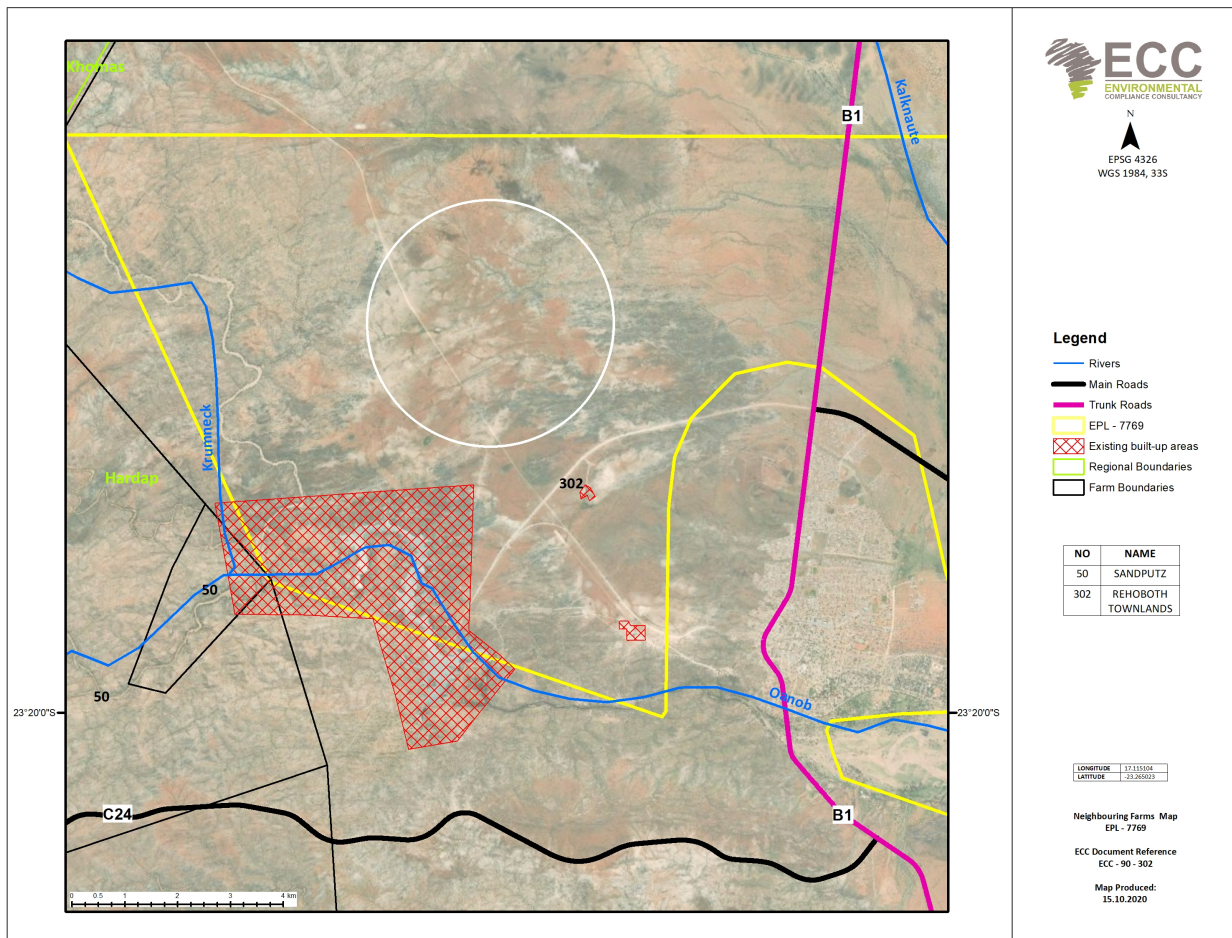 Khomas
B1
Kalknaute
Krumneck
Hardap
302
50
50
Oanob
23°20'0"S
23°20'0"S
C24
B1
0 0.5 1 2 3 4 km
ECC
ENVIRONMENTAL
COMPLIANCE CONSULTANCY
N
EPSG 4326
WGS 1984, 33S
Legend
Rivers
Main Roads
Trunk Roads
EPL - 7769
Existing built-up areas
Regional Boundaries
Farm Boundaries
NO NAME
50 SANDPUTZ
302 REHOBOTH
TOWNLANDS
LONGITUDE 17.115104
LATITUDE -23.265023
Neighbouring Farms Map
EPL - 7769
ECC Document Reference
ECC - 90 - 302
Map Produced:
15.10.2020